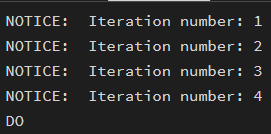 NOTICE:  Iteration number: 1
NOTICE:  Iteration number: 2
NOTICE:  Iteration number: 3
NOTICE:  Iteration number: 4
DO